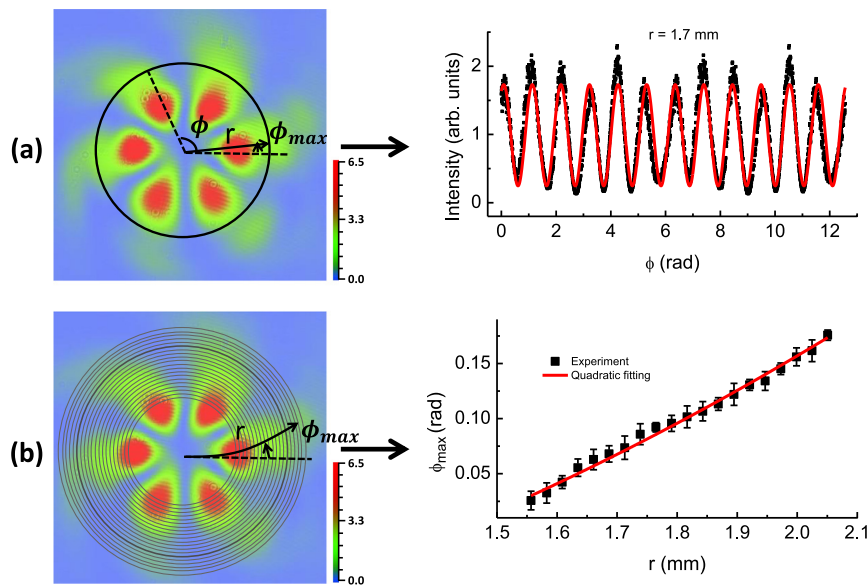 (a)
ϕ
r
ϕmax
6.5
3.3
0.0
r = 1.7 mm
Intensity (arb. units)
2
1
0
0 2 4 6 8 10 12
ϕ (rad)
(b)
r
ϕmax
6.5
3.3
0.0
Experiment
Quadratic fitting
ϕmax (rad)
0.15
0.10
0.05
1.5 1.6 1.7 1.8 1.9 2.0 2.1
r (mm)